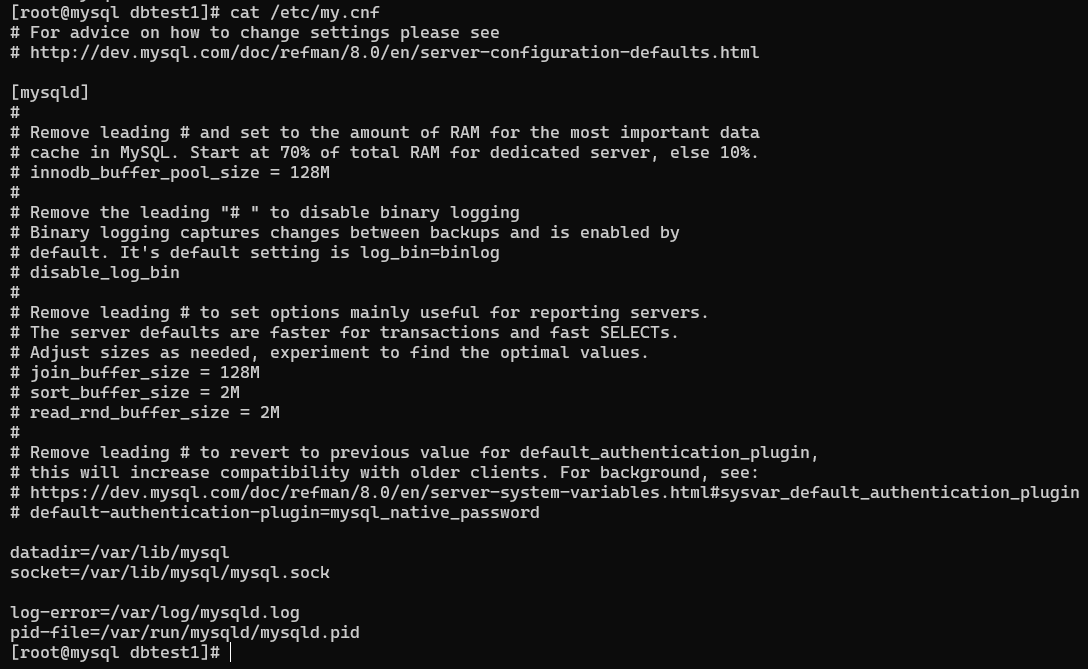 [root@mysql dbtest1]# cat /etc/my.cnf
# For advice on how to change settings please see
# http://dev.mysql.com/doc/refman/8.0/en/server-configuration-defaults.html
[mysqld]
#
# Remove leading # and set to the amount of RAM for the most important data
# cache in MySQL. Start at 70% of total RAM for dedicated server, else 10%.
# innodb_buffer_pool_size = 128M
#
# Remove the leading "# " to disable binary logging
# Binary logging captures changes between backups and is enabled by
# default. It's default setting is log_bin=binlog
# disable_log_bin
#
# Remove leading # to set options mainly useful for reporting servers.
# The server defaults are faster for transactions and fast SELECTs.
# Adjust sizes as needed, experiment to find the optimal values.
# join_buffer_size = 128M
# sort_buffer_size = 2M
# read_rnd_buffer_size = 2M
#
# Remove leading # to revert to previous value for default_authentication_plugin,
# this will increase compatibility with older clients. For background, see:
# https://dev.mysql.com/doc/refman/8.0/en/server-system-variables.html#sysvar_default_authentication_plugin
# default-authentication-plugin=mysql_native_password
datadir=/var/lib/mysql
socket=/var/lib/mysql/mysql.sock
log-error=/var/log/mysqld.log
pid-file=/var/run/mysqld/mysqld.pid
[root@mysql dbtest1]#